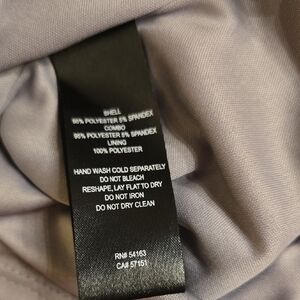 SHELL
95% POLYESTER 5% SPANDEX
COMBO
95% POLYESTER 5% SPANDEX
LINING
100% POLYESTER
HAND WASH COLD SEPARATELY
DO NOT BLEACH
RESHAPE, LAY FLAT TO DRY
DO NOT IRON
DO NOT DRY CLEAN
RN# 54163
CA# 57151